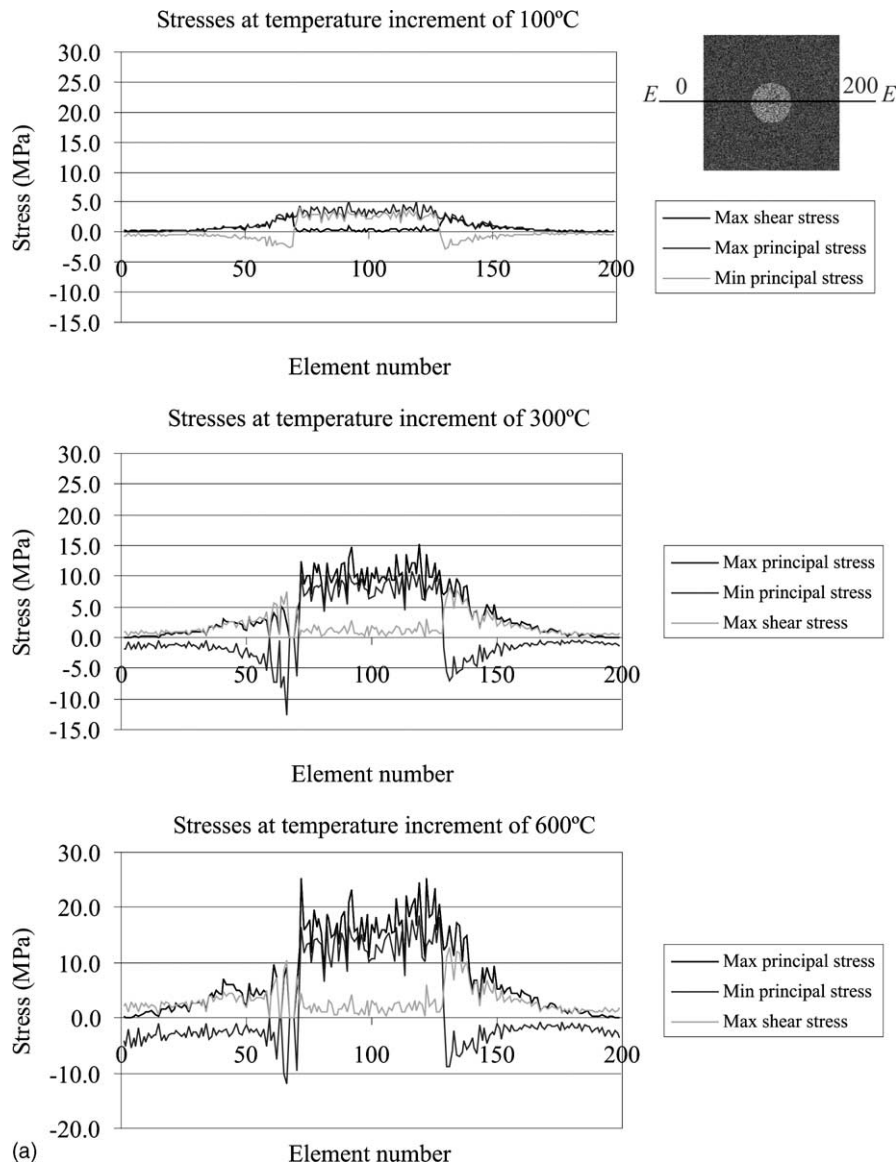 Stresses at temperature increment of 100ºC
30.0
25.0
20.0
15.0
10.0
5.0
0.0
-5.0
-10.0
-15.0
Stress (MPa)
0 50 100 150 200
Element number
E 0 200 E
Max shear stress
Max principal stress
Min principal stress
Stresses at temperature increment of 300ºC
30.0
25.0
20.0
15.0
10.0
5.0
0.0
-5.0
-10.0
-15.0
Stress (MPa)
0 50 100 150 200
Element number
Max principal stress
Min principal stress
Max shear stress
Stresses at temperature increment of 600ºC
30.0
20.0
10.0
0.0
-10.0
-20.0
Stress (MPa)
0 50 100 150 200
Element number
Max principal stress
Min principal stress
Max shear stress
(a)